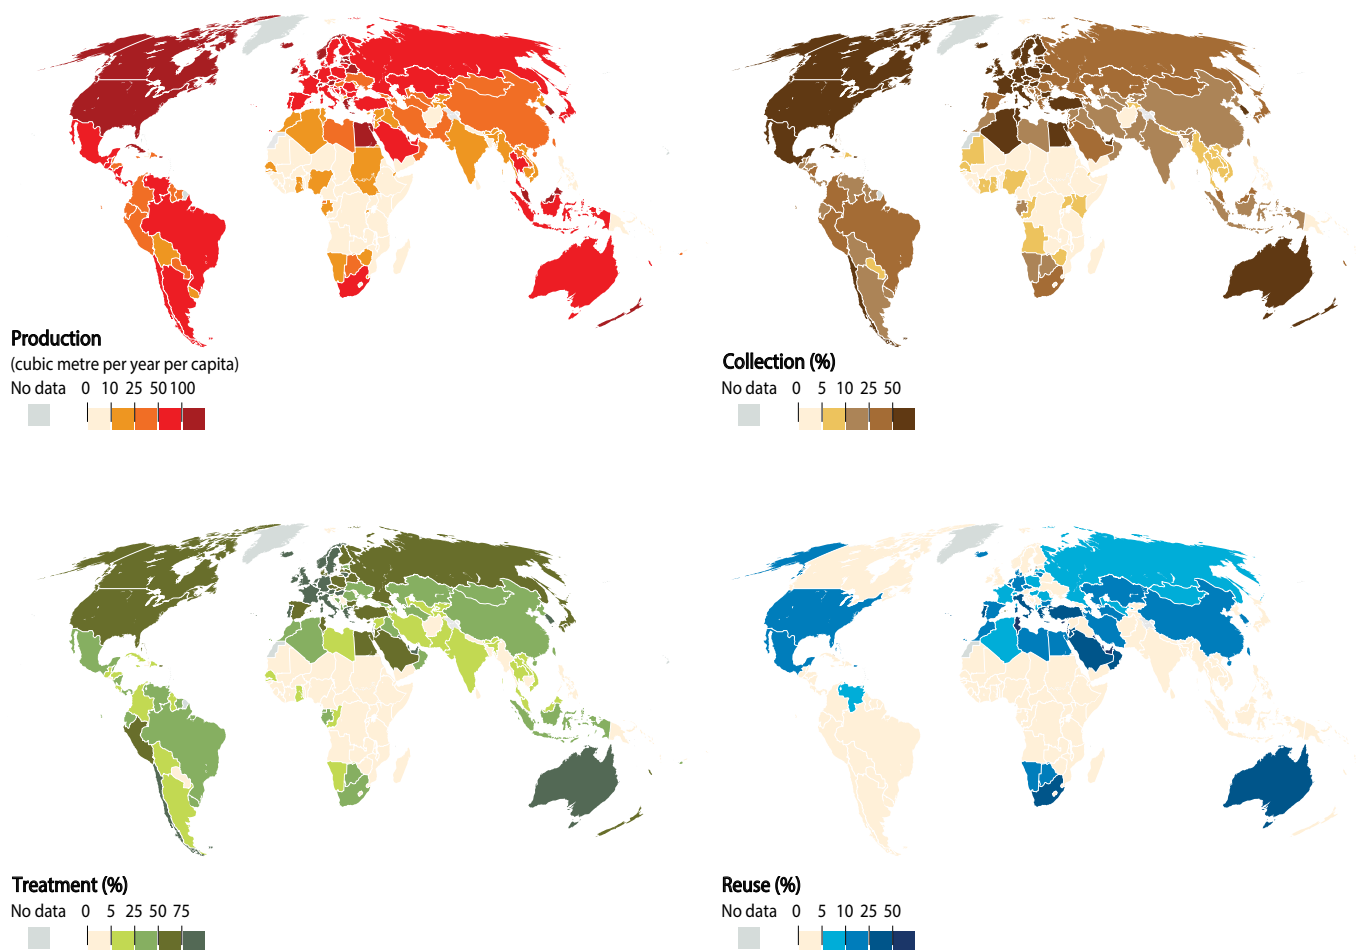 Production
(cubic metre per year per capita)
No data 0 10 25 50 100
Collection (%)
No data 0 5 10 25 50
Treatment (%)
No data 0 5 25 50 75
Reuse (%)
No data 0 5 10 25 50